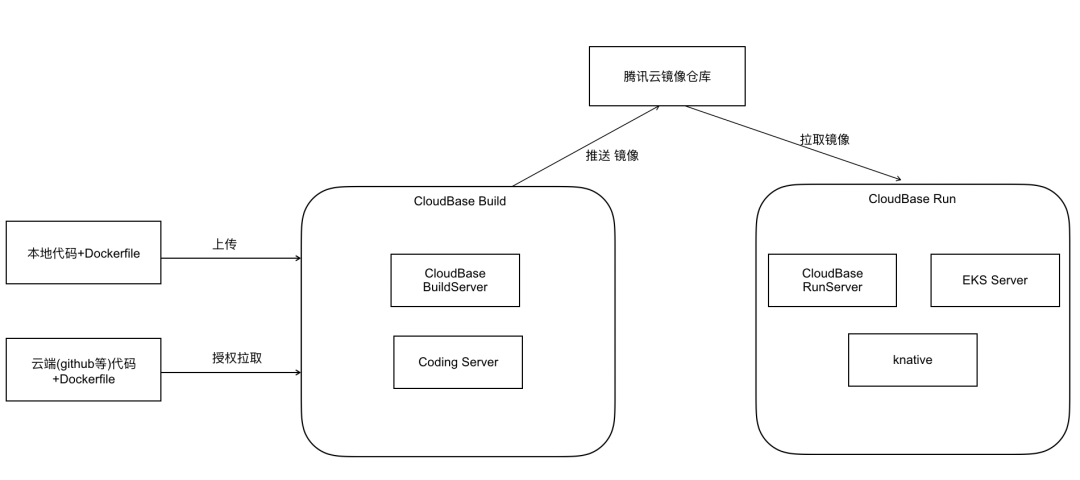 腾讯云镜像仓库
拉取镜像
推送 镜像
CloudBase Build
CloudBase Run
本地代码+Dockerfile
上传
CloudBase
BuildServer
CloudBase
RunServer
EKS Server
云端(github等)代码
+Dockerfile
授权拉取
Coding Server
knative